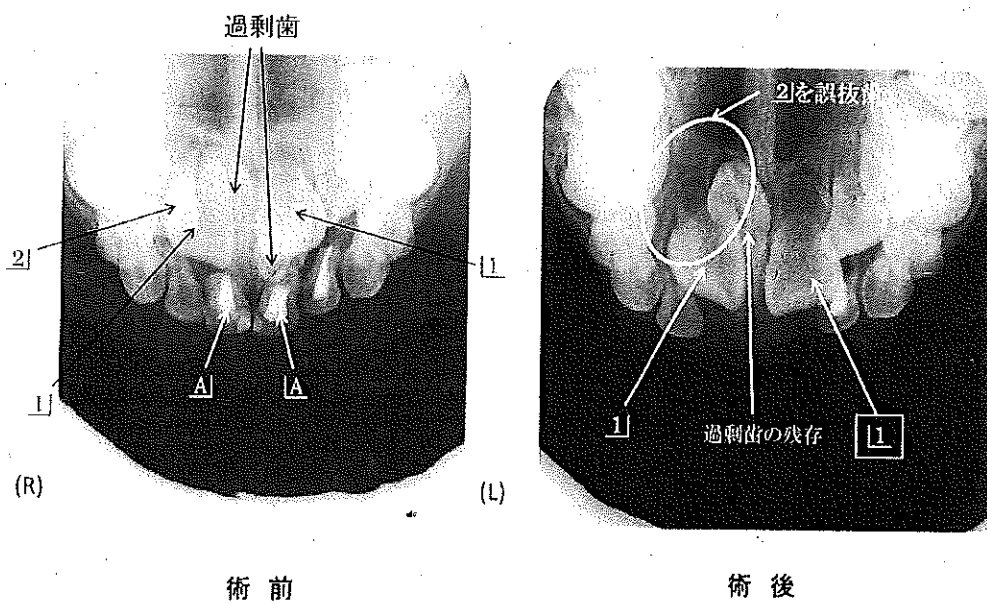 過剰歯
2を誤抜歯
2」
|1
1」
A」
|A
1」
過剰歯の残存
|1
(R)
(L)
術前
術後